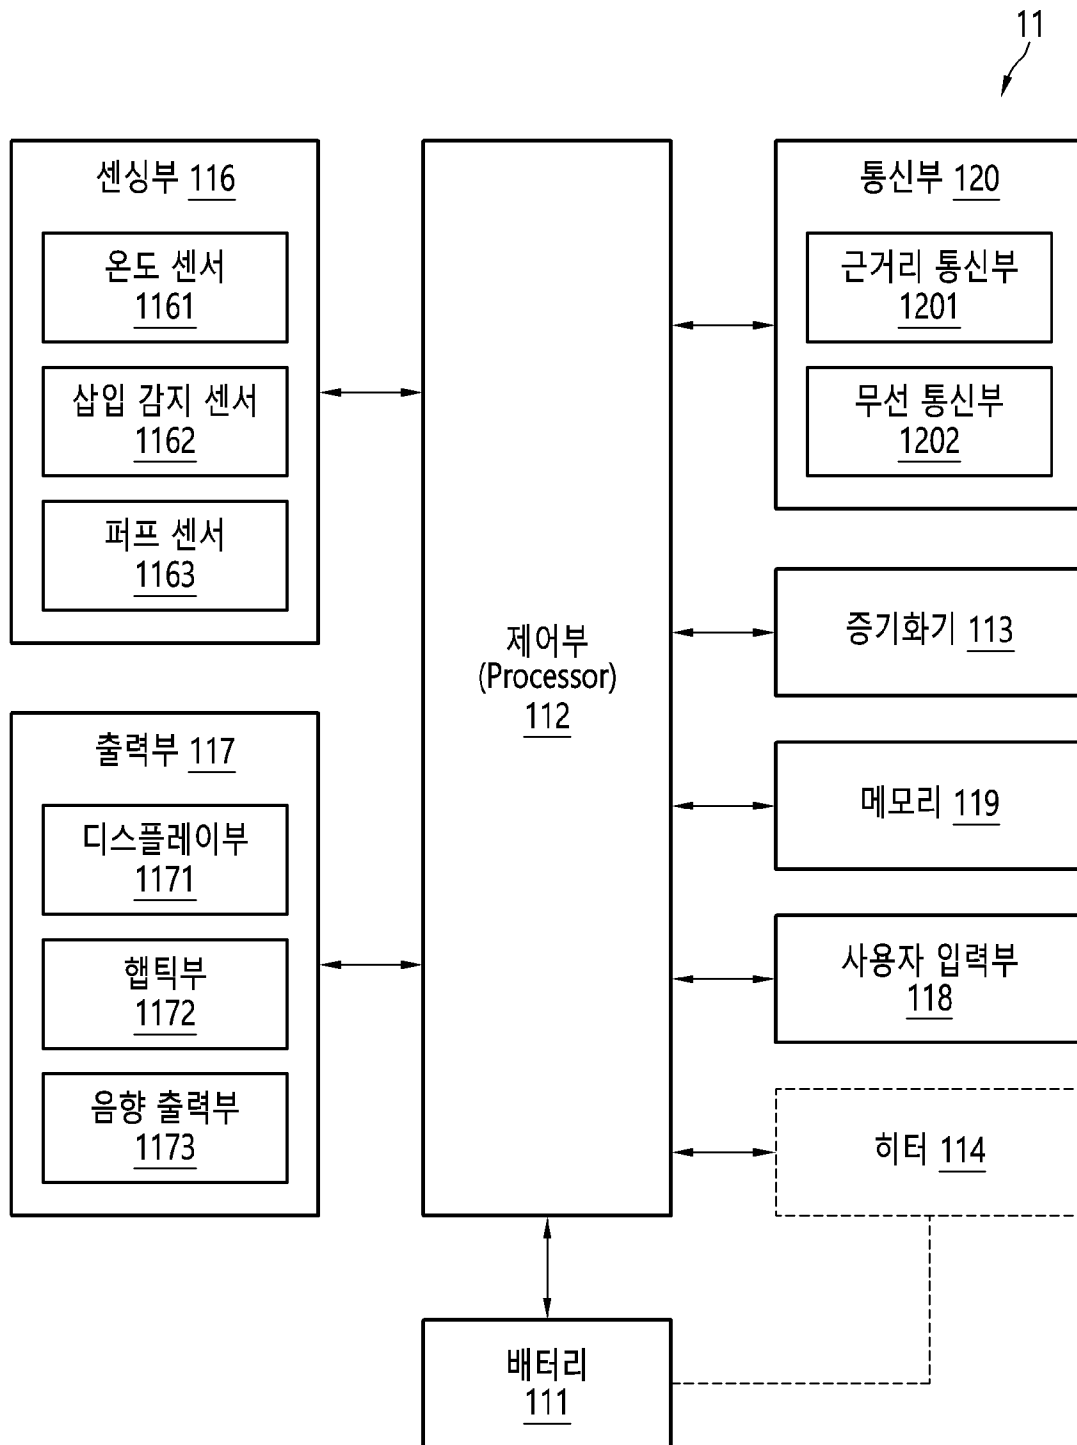 11
센싱부 116
온도 센서
1161
삽입 감지 센서
1162
퍼프 센서
1163
출력부 117
디스플레이부
1171
햅틱부
1172
음향 출력부
1173
제어부
(Processor)
112
통신부 120
근거리 통신부
1201
무선 통신부
1202
증기화기 113
메모리 119
사용자 입력부
118
히터 114
배터리
111